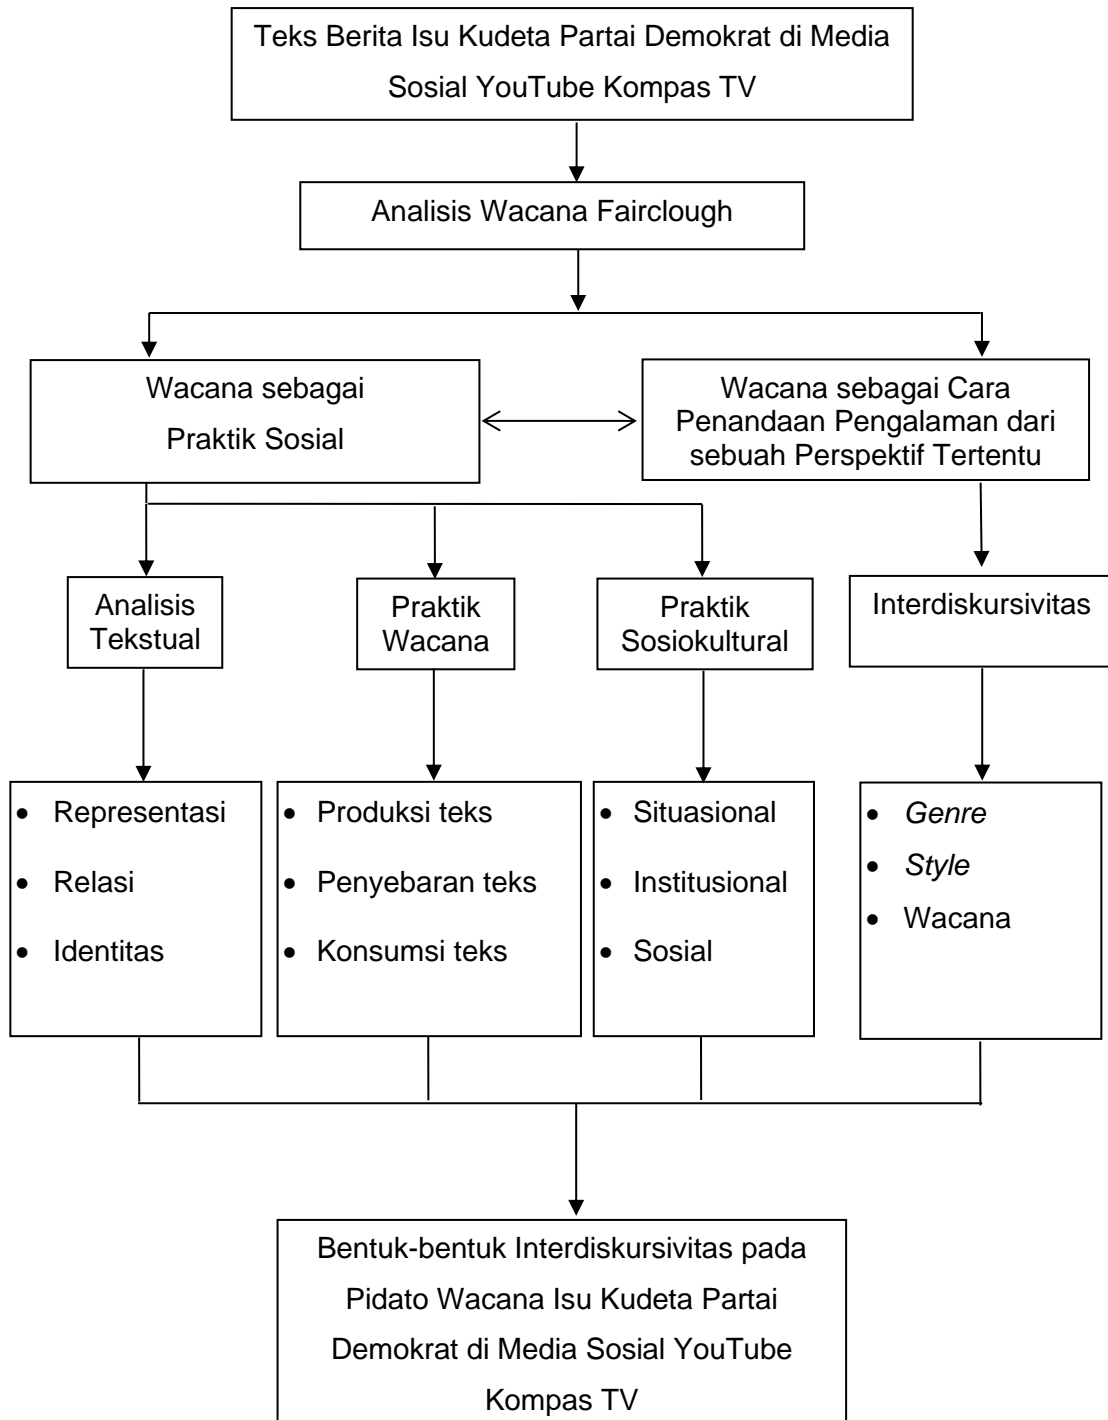 Teks Berita Isu Kudeta Partai Demokrat di Media
Sosial YouTube Kompas TV
Analisis Wacana Fairclough
Wacana sebagai
Praktik Sosial
Wacana sebagai Cara
Penandaan Pengalaman dari
sebuah Perspektif Tertentu
Analisis
Tekstual
Praktik
Wacana
Praktik
Sosiokultural
Interdiskursivitas
• Representasi
• Relasi
• Identitas
• Produksi teks
• Penyebaran teks
• Konsumsi teks
• Situasional
• Institusional
• Sosial
• Genre
• Style
• Wacana
Bentuk-bentuk Interdiskursivitas pada
Pidato Wacana Isu Kudeta Partai
Demokrat di Media Sosial YouTube
Kompas TV